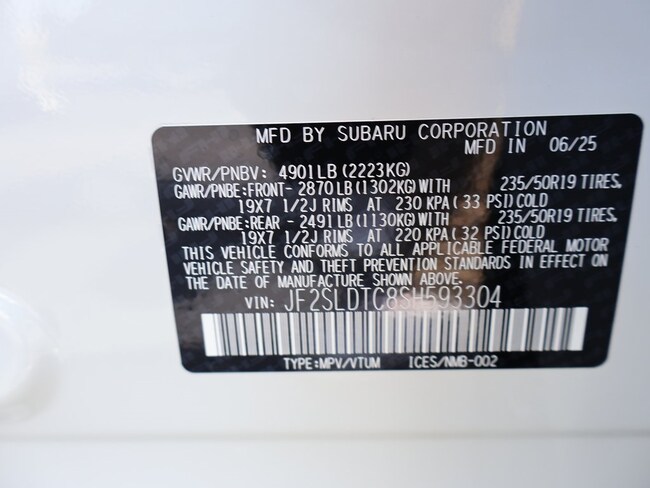 MFD BY SUBARU CORPORATION
MFD IN 06/25
GVWR/PNBV: 4901LB (2223KG)
GAWR/PNBE:FRONT- 2870LB (1302KG)WITH 235/50R19 TIRES,
19X7 1/2J RIMS AT 230 KPA ( 33 PSI)COLD
GAWR/PNBE:REAR - 2491LB (1130KG)WITH 235/50R19 TIRES,
19X7 1/2J RIMS AT 220 KPA ( 32 PSI)COLD
THIS VEHICLE CONFORMS TO ALL APPLICABLE FEDERAL MOTOR
VEHICLE SAFETY AND THEFT PREVENTION STANDARDS IN EFFECT ON
THE DATE OF MANUFACTURE SHOWN ABOVE.
VIN: JF2SLDTC8SH593304
TYPE:MPV/VTUM ICES/NMB-002